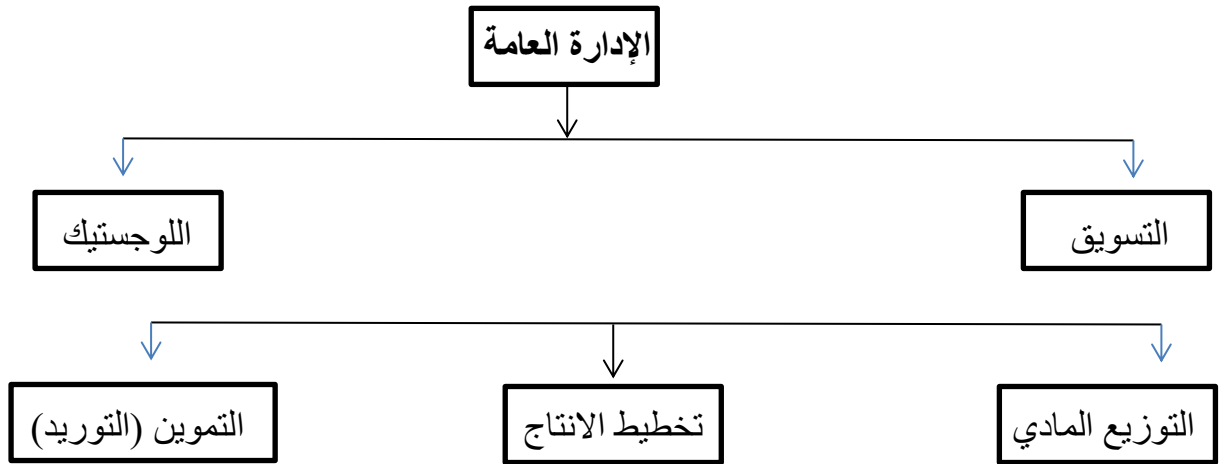 الإدارة العامة
التسويق
اللوجستيك
التوزيع المادي
تخطيط الانتاج
التموين (التوريد)